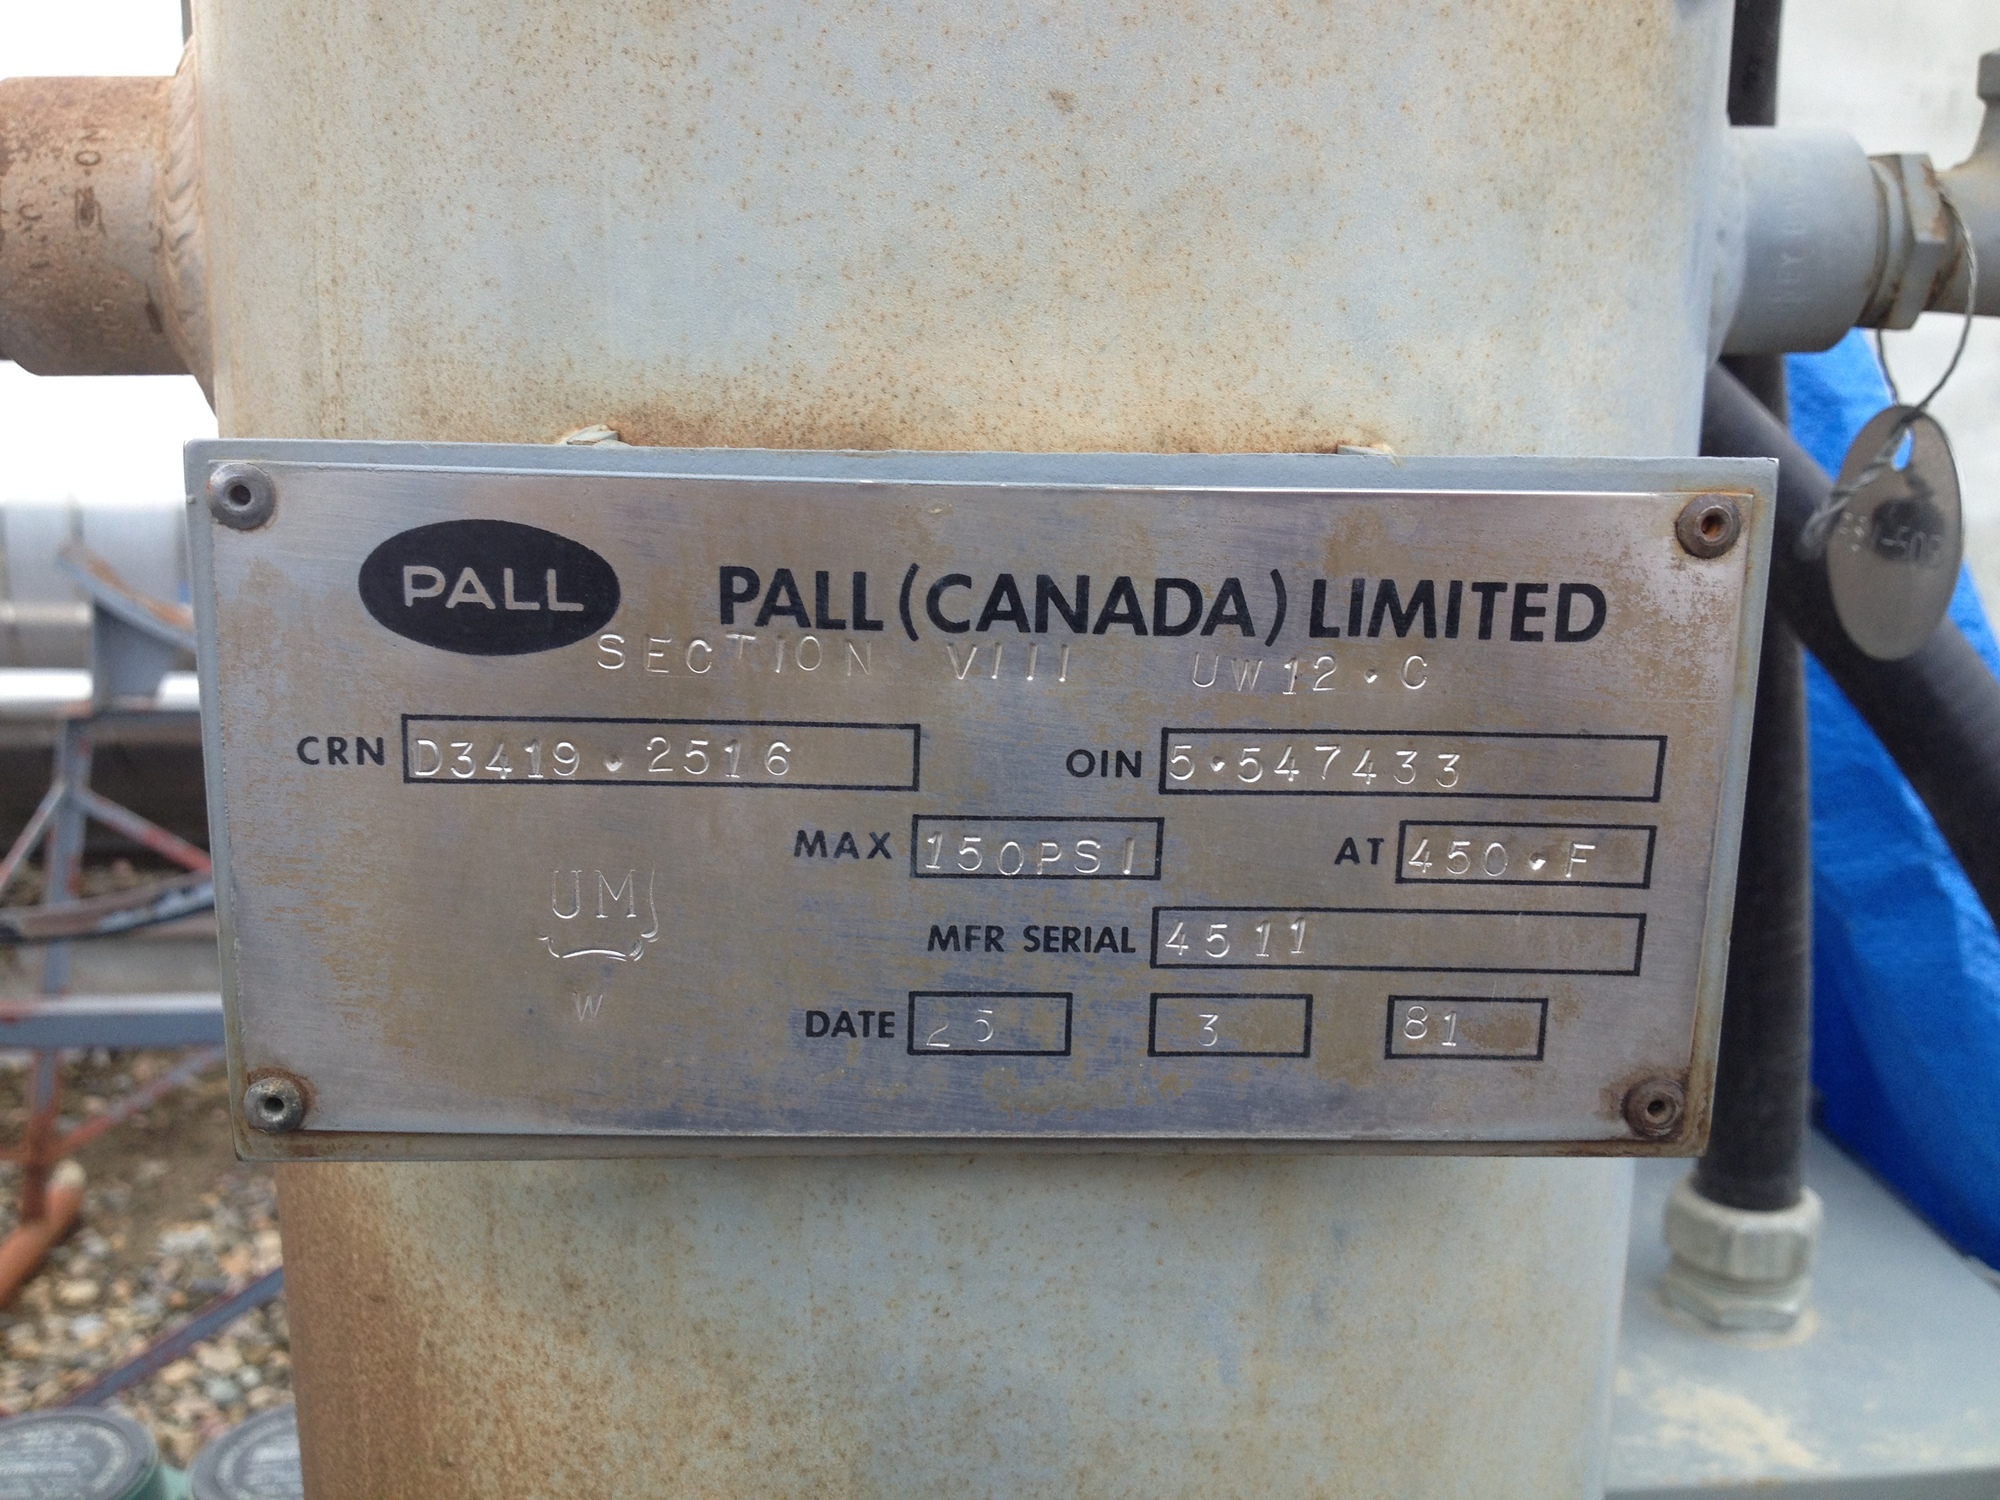 PALL PALL (CANADA) LIMITED
SECTION VIII UW12.C
CRN D3419.2516 OIN 5.547433
MAX 150PSI AT 450.F
UM
MFR SERIAL 4511
W
DATE 25 3 81